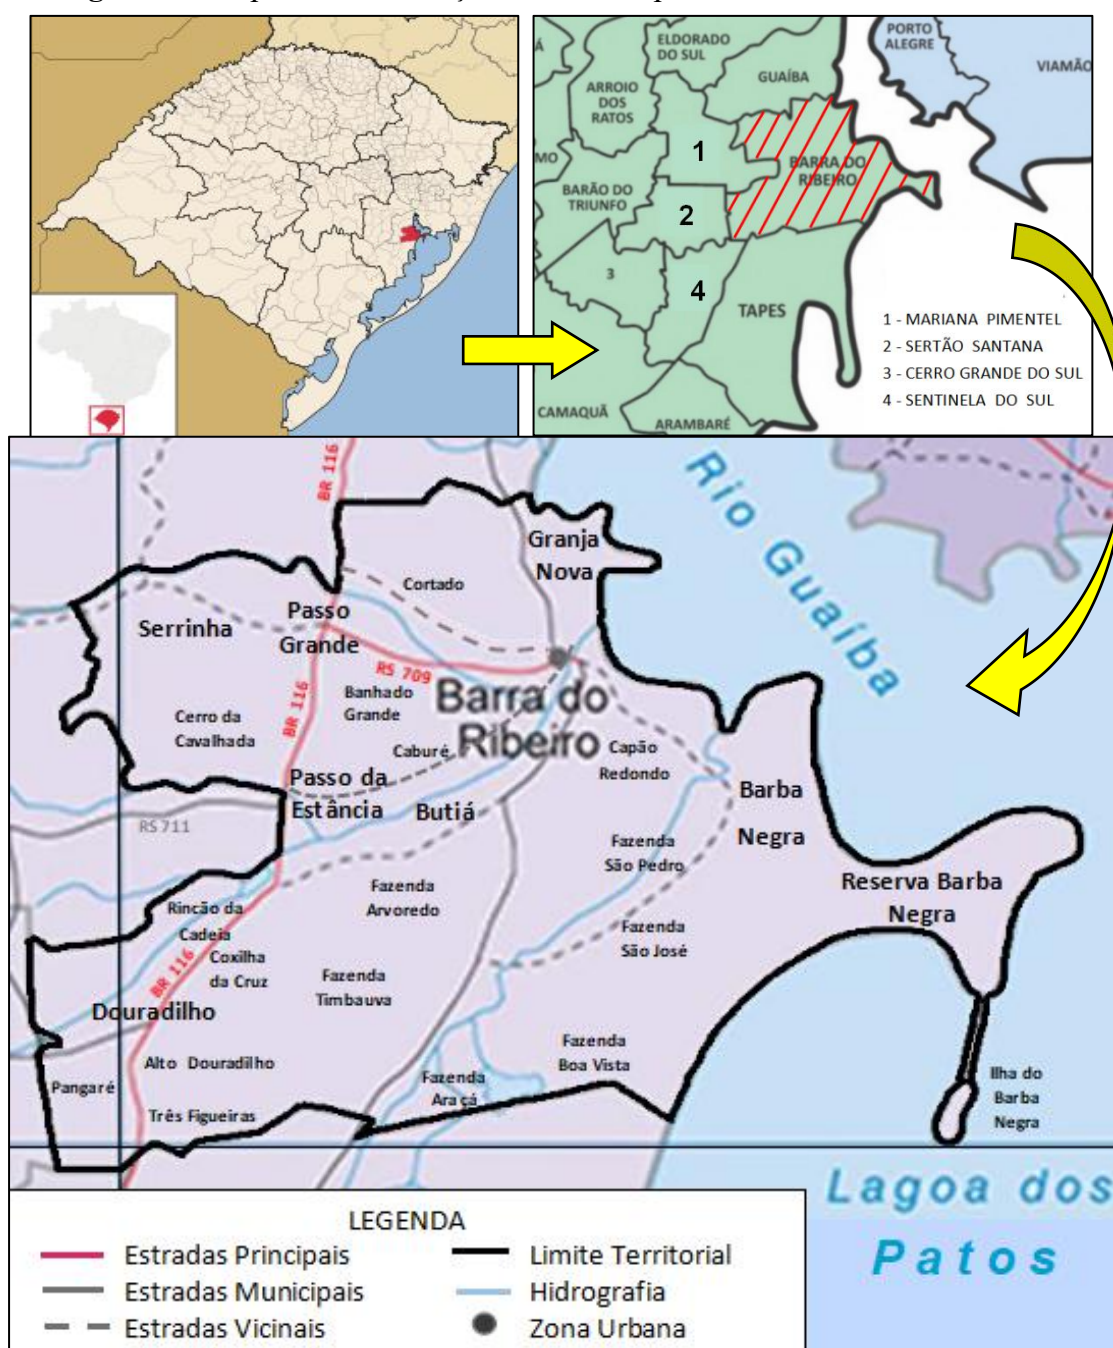 PORTO
ALEGRE
ELDORADO
DO SUL
VIAMÃO
GUAÍBA
ARROIO
DOS
RATOS
1
BARRA DO
RIBEIRO
MO
BARÃO DO
TRIUNFO
2
3
4
TAPES
1 - MARIANA PIMENTEL
2 - SERTÃO SANTANA
3 - CERRO GRANDE DO SUL
4 - SENTINELA DO SUL
CAMAQUÃ
ARAMBARÉ
BR 116
Rio Guaíba
Granja
Nova
Cortado
Passo
Grande
Serrinha
RS 709
BR 116
Banhado
Grande
Barra do
Ribeiro
Cerro da
Cavalhada
Caburé
Capão
Redondo
Passo da
Estância
Butiá
Barba
Negra
RS 711
Fazenda
São Pedro
Fazenda
Arvoredo
Reserva Barba
Negra
Rincão da
Cadeia
Fazenda
São José
Coxilha
da Cruz
BR 116
Fazenda
Timbauva
Douradilho
Fazenda
Boa Vista
Alto Douradilho
Pangaré
Fazenda
Araçá
Ilha do
Barba
Negra
Três Figueiras
Lagoa dos
Patos
LEGENDA
Estradas Principais
Limite Territorial
Estradas Municipais
Hidrografia
Estradas Vicinais
Zona Urbana